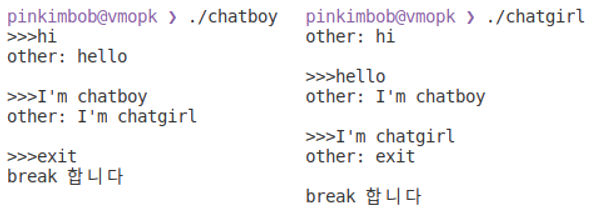 pinkimbob@vmopk ❯ ./chatboy
>>>hi
other: hello
>>>I'm chatboy
other: I'm chatgirl
>>>exit
break 합니다
pinkimbob@vmopk ❯ ./chatgirl
other: hi
>>>hello
other: I'm chatboy
>>>I'm chatgirl
other: exit
break 합니다